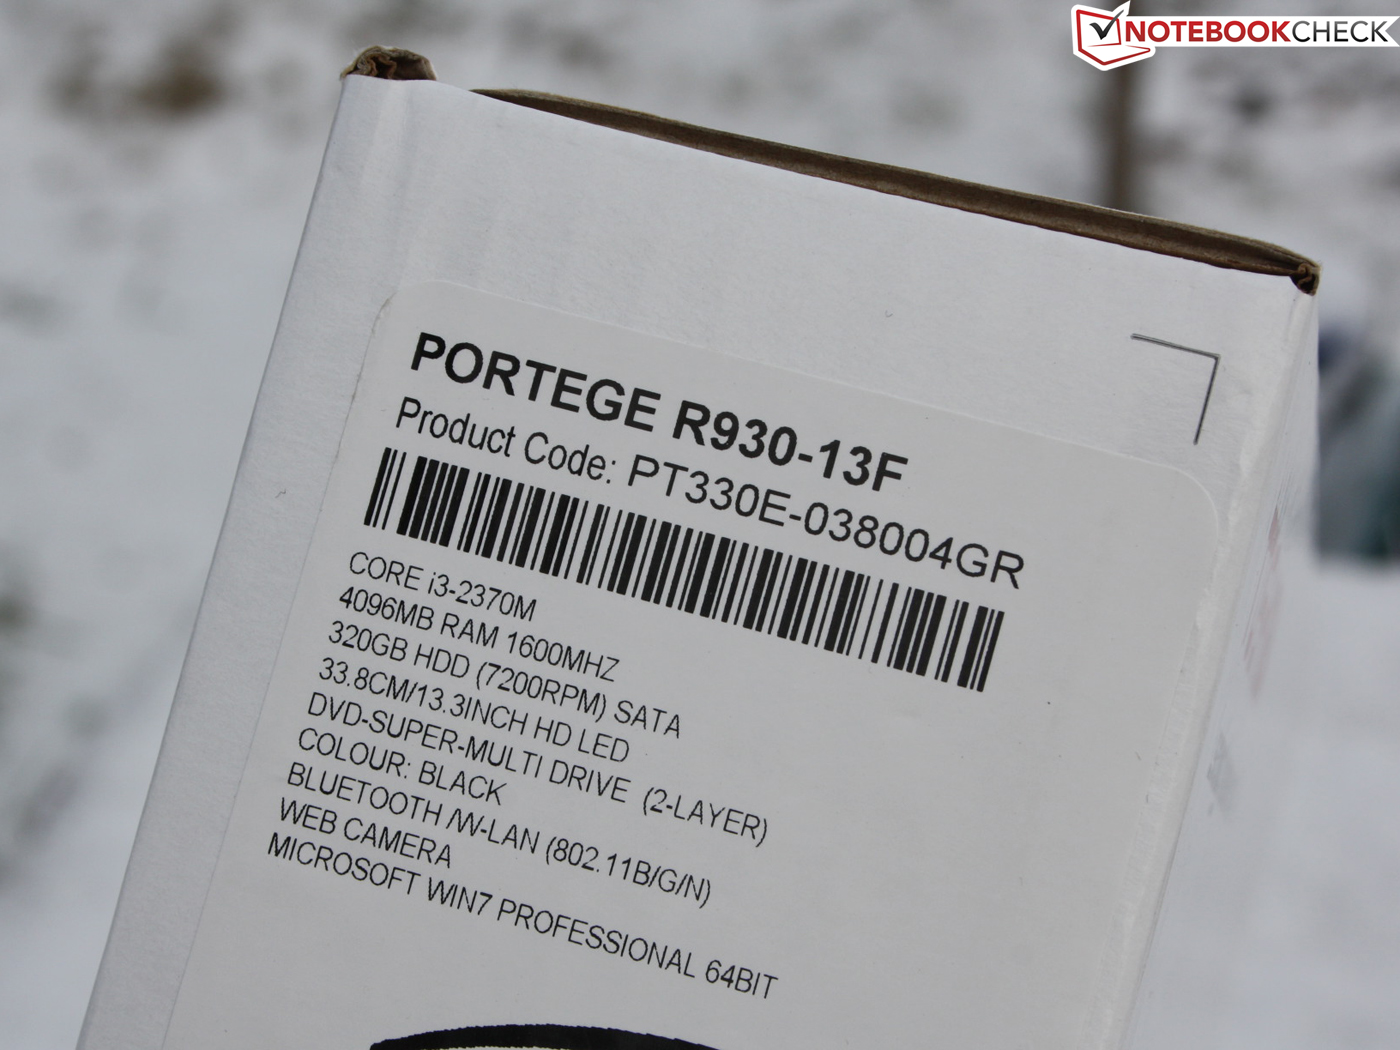 NOTEBOOKCHECK
PORTEGE R930-13F
Product Code: PT330E-038004GR
CORE i3-2370M
4096MB RAM 1600MHZ
320GB HDD (7200RPM) SATA
33.8CM/13.3INCH HD LED
DVD-SUPER-MULTI DRIVE (2-LAYER)
COLOUR: BLACK
BLUETOOTH /W-LAN (802.11B/G/N)
WEB CAMERA
MICROSOFT WIN7 PROFESSIONAL 64BIT